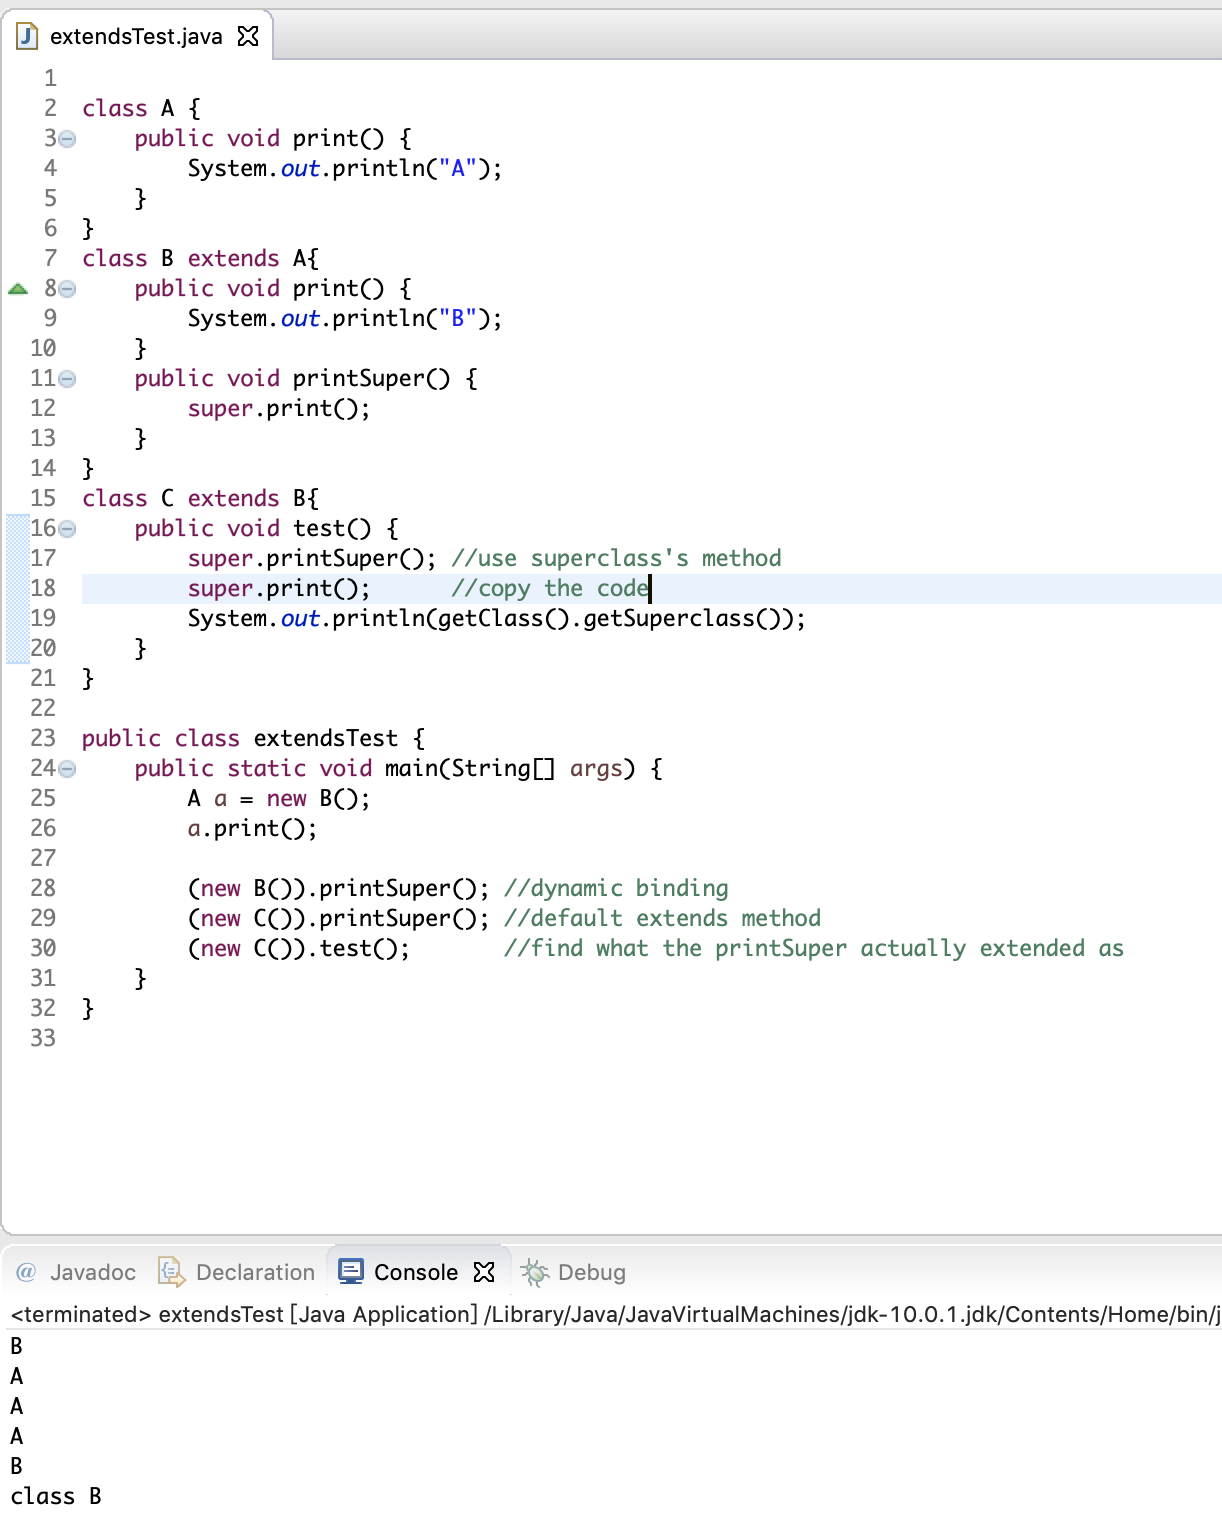 extendsTest.java
1
2 class A {
3 public void print() {
4 System.out.println("A");
5 }
6 }
7 class B extends A{
8 public void print() {
9 System.out.println("B");
10 }
11 public void printSuper() {
12 super.print();
13 }
14 }
15 class C extends B{
16 public void test() {
17 super.printSuper(); //use superclass's method
18 super.print(); //copy the code
19 System.out.println(getClass().getSuperclass());
20 }
21 }
22
23 public class extendsTest {
24 public static void main(String[] args) {
25 A a = new B();
26 a.print();
27
28 (new B()).printSuper(); //dynamic binding
29 (new C()).printSuper(); //default extends method
30 (new C()).test(); //find what the printSuper actually extended as
31 }
32 }
33
@ Javadoc Declaration Console Debug
<terminated> extendsTest [Java Application] /Library/Java/JavaVirtualMachines/jdk-10.0.1.jdk/Contents/Home/bin/j
B
A
A
A
B
class B